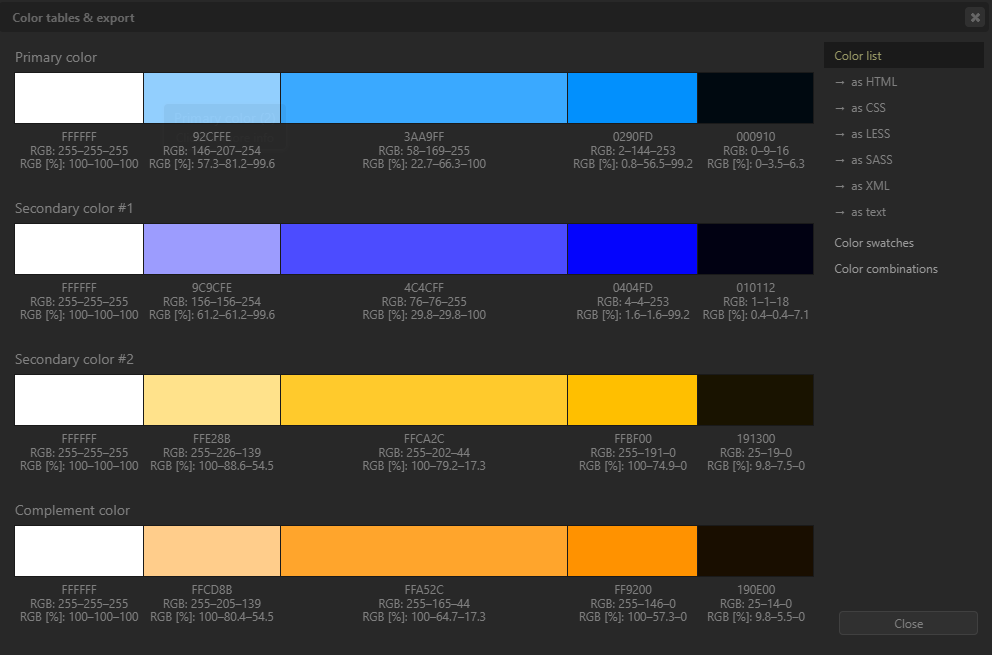 Color tables & export
Primary color
FFFFFF
RGB: 255–255–255
RGB [%]: 100–100–100
92CFFE
RGB: 146–207–254
RGB [%]: 57.3–81.2–99.6
3AA9FF
RGB: 58–169–255
RGB [%]: 22.7–66.3–100
0290FD
RGB: 2–144–253
RGB [%]: 0.8–56.5–99.2
000910
RGB: 0–9–16
RGB [%]: 0–3.5–6.3
Secondary color #1
FFFFFF
RGB: 255–255–255
RGB [%]: 100–100–100
9C9CFE
RGB: 156–156–254
RGB [%]: 61.2–61.2–99.6
4C4CFF
RGB: 76–76–255
RGB [%]: 29.8–29.8–100
0404FD
RGB: 4–4–253
RGB [%]: 1.6–1.6–99.2
010112
RGB: 1–1–18
RGB [%]: 0.4–0.4–7.1
Secondary color #2
FFFFFF
RGB: 255–255–255
RGB [%]: 100–100–100
FFE28B
RGB: 255–226–139
RGB [%]: 100–88.6–54.5
FFCA2C
RGB: 255–202–44
RGB [%]: 100–79.2–17.3
FFBF00
RGB: 255–191–0
RGB [%]: 100–74.9–0
191300
RGB: 25–19–0
RGB [%]: 9.8–7.5–0
Complement color
FFFFFF
RGB: 255–255–255
RGB [%]: 100–100–100
FFCD8B
RGB: 255–205–139
RGB [%]: 100–80.4–54.5
FFA52C
RGB: 255–165–44
RGB [%]: 100–64.7–17.3
FF9200
RGB: 255–146–0
RGB [%]: 100–57.3–0
190E00
RGB: 25–14–0
RGB [%]: 9.8–5.5–0
Color list
→ as HTML
→ as CSS
→ as LESS
→ as SASS
→ as XML
→ as text
Color swatches
Color combinations
Close